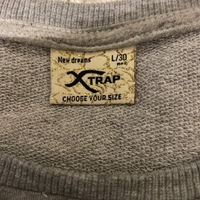 New dreams L/30
XTRAP
CHOOSE YOUR SIZE